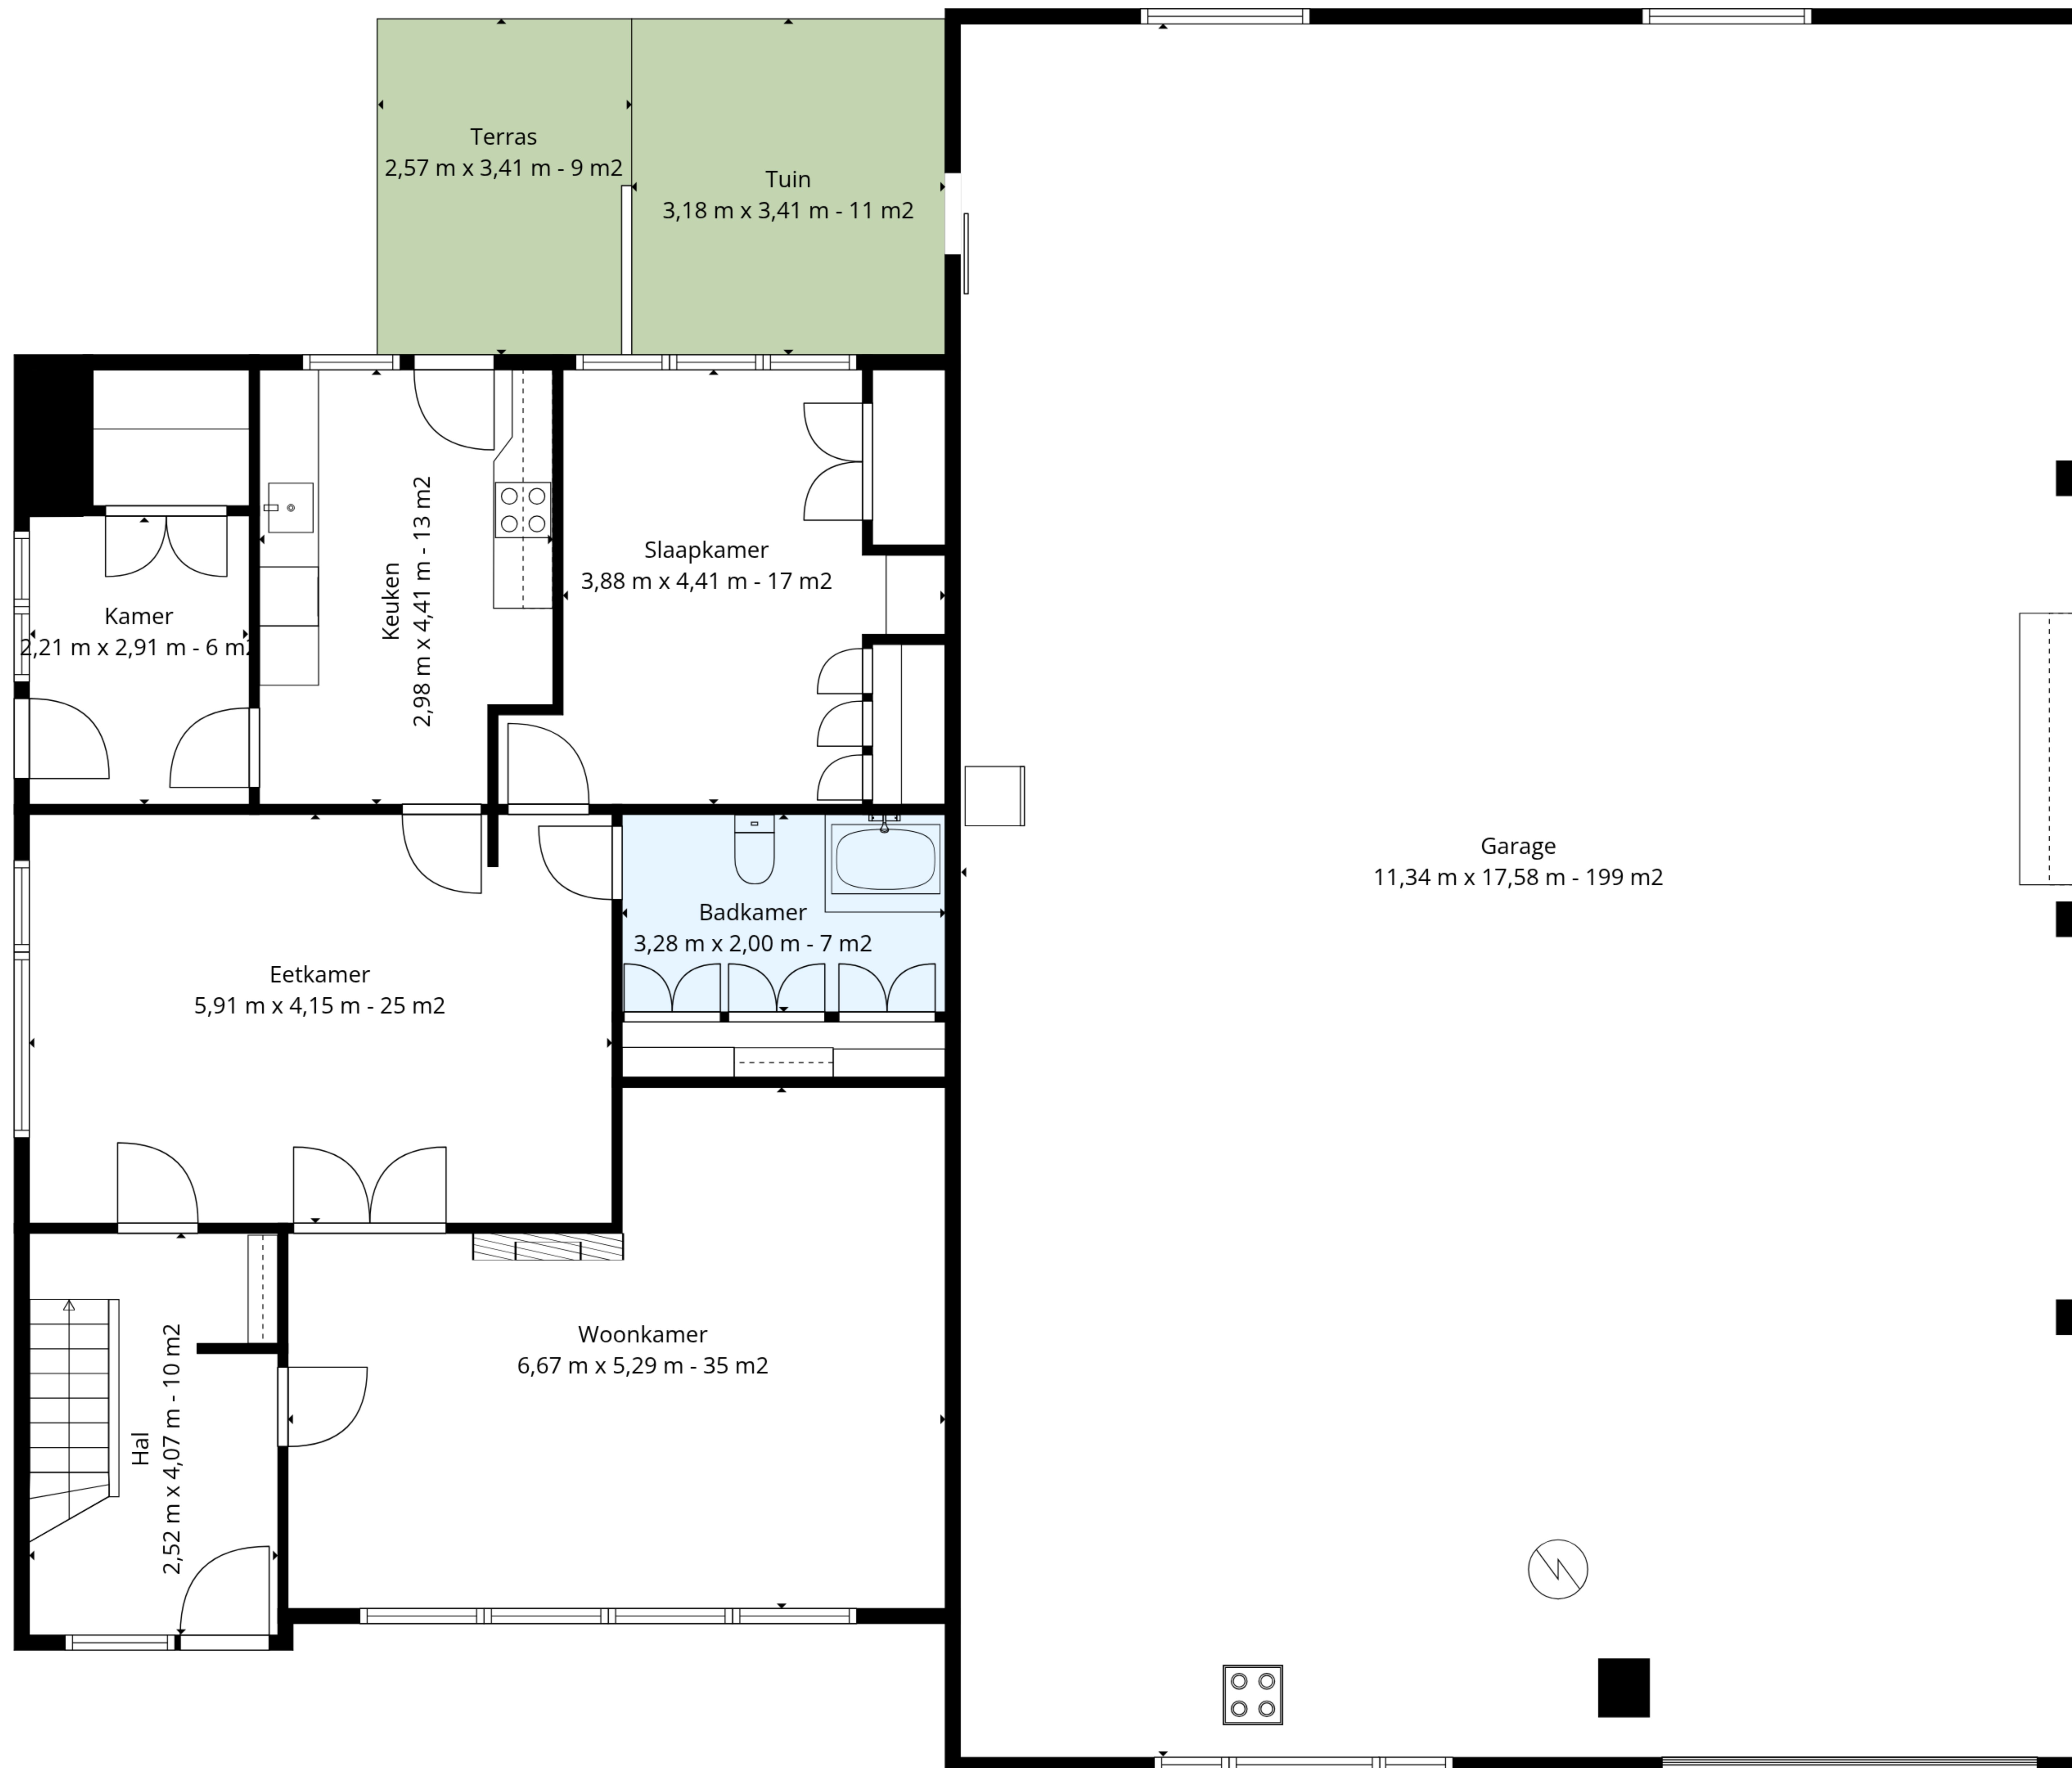 Terras
2,57 m x 3,41 m - 9 m2
Tuin
3,18 m x 3,41 m - 11 m2
Keuken
2,98 m x 4,41 m - 13 m2
Slaapkamer
3,88 m x 4,41 m - 17 m2
Kamer
2,21 m x 2,91 m - 6 m2
Garage
11,34 m x 17,58 m - 199 m2
Badkamer
3,28 m x 2,00 m - 7 m2
Eetkamer
5,91 m x 4,15 m - 25 m2
Woonkamer
6,67 m x 5,29 m - 35 m2
Hal
2,52 m x 4,07 m - 10 m2